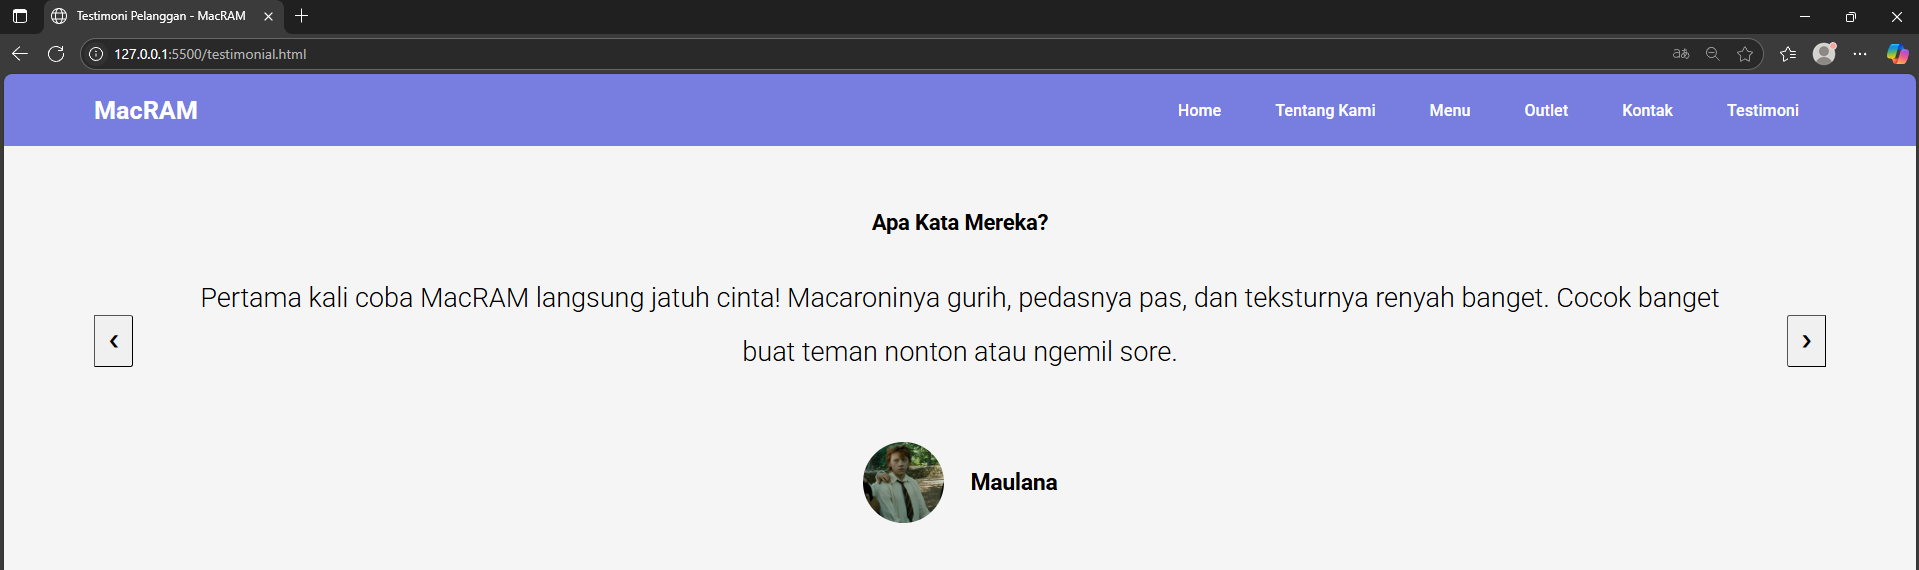 Testimoni Pelanggan - MacRAM
127.0.0.1:5500/testimonial.html
aあ
MacRAM
Home Tentang Kami Menu Outlet Kontak Testimoni
Apa Kata Mereka?
Pertama kali coba MacRAM langsung jatuh cinta! Macaroninya gurih, pedasnya pas, dan teksturnya renyah banget. Cocok banget
buat teman nonton atau ngemil sore.
Maulana